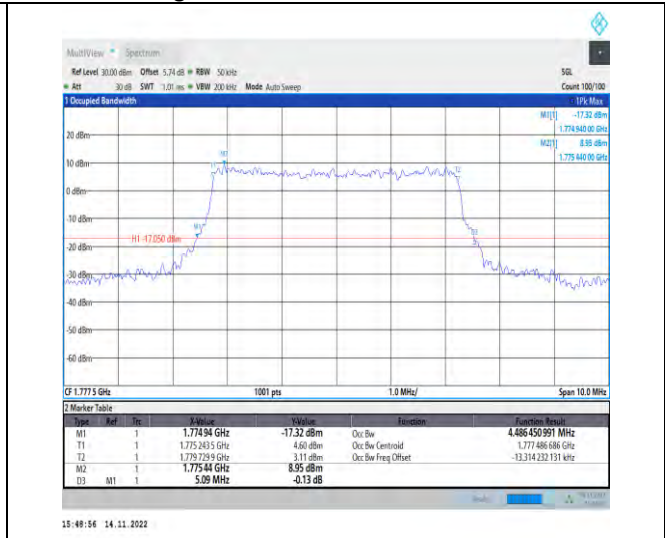 MultiView Spectrum
Ref Level 30.00 dBm Offset 5.74 dB RBW 50 kHz SGL
Att 30 dB SWT 1.01 ms VBW 200 kHz Mode Auto Sweep Count 100/100
1 Occupied Bandwidth 1Pk Max
M1[1] -17.32 dBm
1.774 940 00 GHz
M2[1] 8.95 dBm
1.775 440 00 GHz
20 dBm
10 dBm
M2
T1
T2
0 dBm
-10 dBm
M1
D3
H1 -17.050 dBm
-20 dBm
-30 dBm
-40 dBm
-50 dBm
-60 dBm
CF 1.777 5 GHz 1001 pts 1.0 MHz/ Span 10.0 MHz
2 Marker Table
Type Ref Trc X-Value Y-Value Function Function Result
M1 1 1.774 94 GHz -17.32 dBm Occ Bw 4.486 450 991 MHz
T1 1 1.775 243 5 GHz 4.60 dBm Occ Bw Centroid 1.777 486 686 GHz
T2 1 1.779 729 9 GHz 3.11 dBm Occ Bw Freq Offset -13.314 232 131 kHz
M2 1 1.775 44 GHz 8.95 dBm
D3 M1 1 5.09 MHz -0.13 dB
15:48:56 14.11.2022